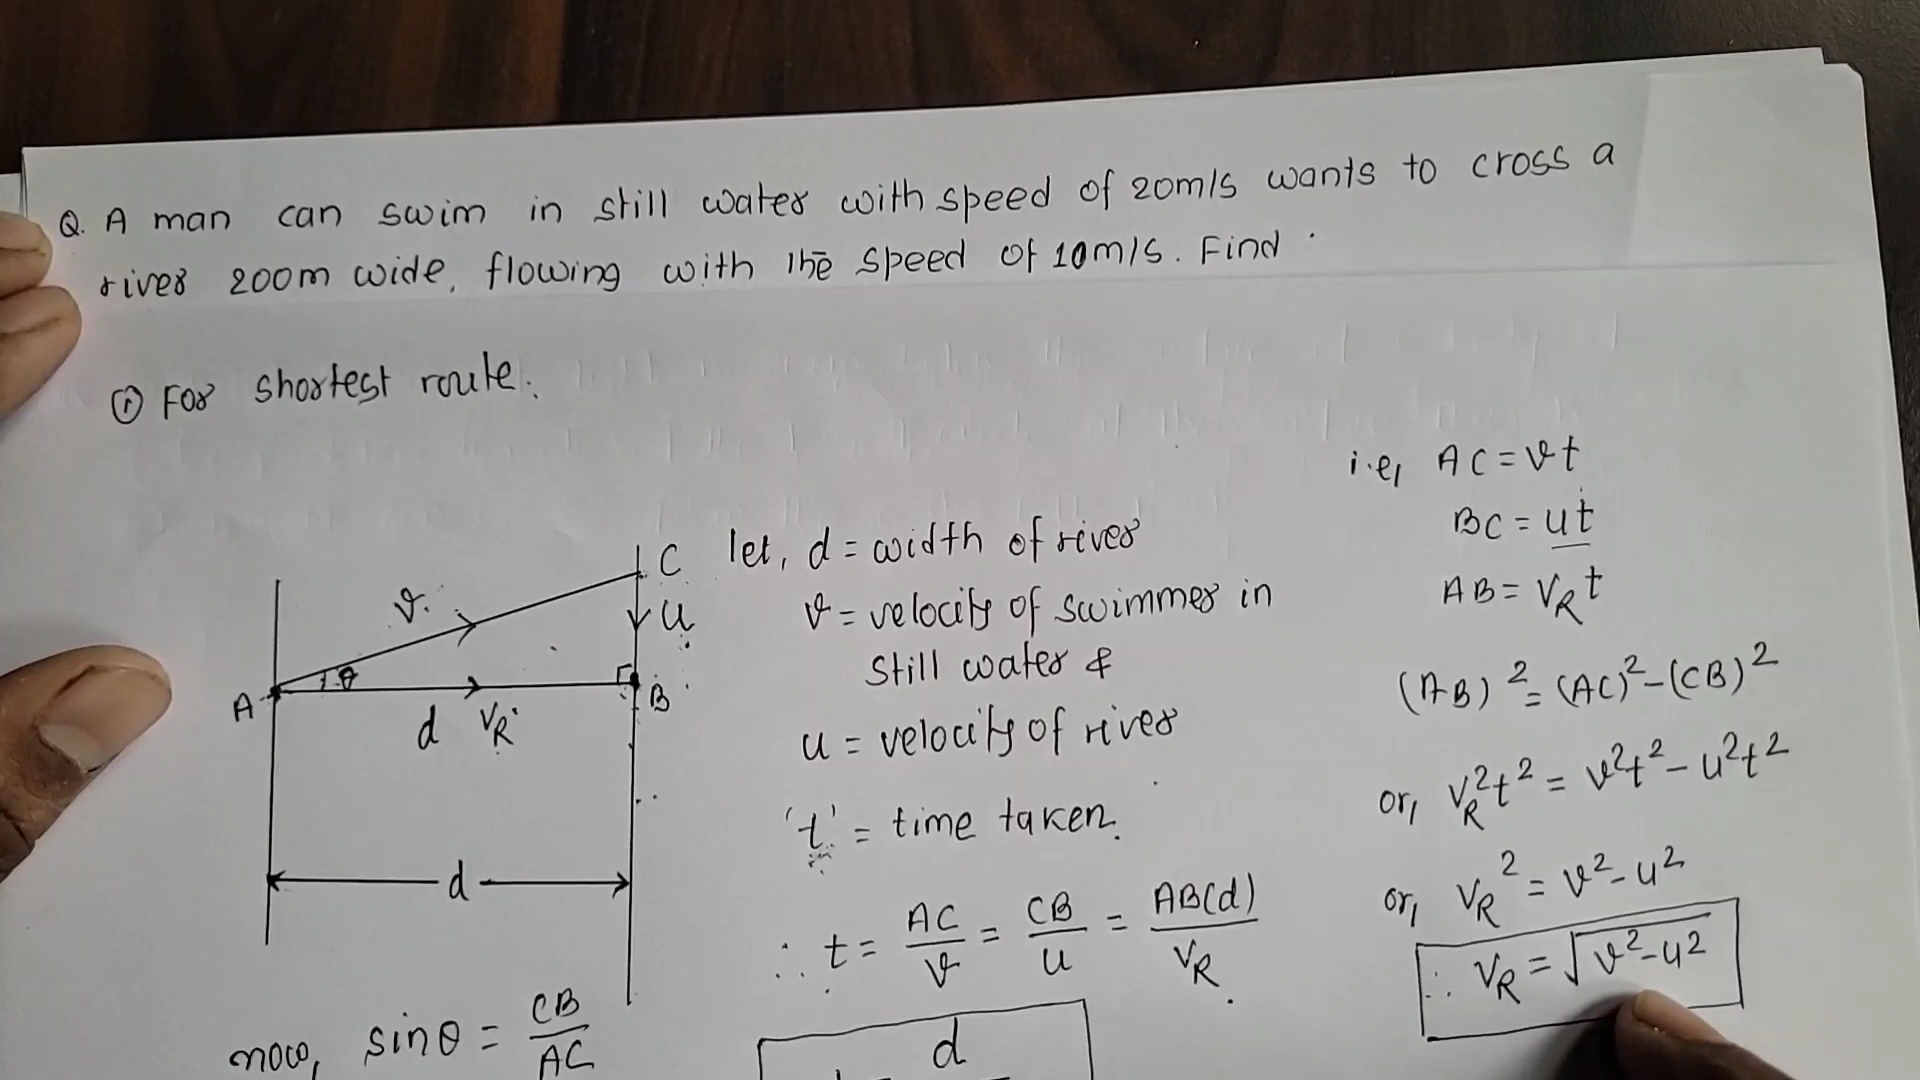 Q. A man can swim in still water with speed of 20m/s wants to cross a
river 200m wide, flowing with the speed of 10m/s. Find
① For shortest route.
C
v
u
θ
A
B
d VR
d
now, sinθ = CB/AC
let, d = width of river
v = velocity of swimmer in
still water &
u = velocity of river
't' = time taken.
∴ t = AC/v = CB/u = AB(d)/VR
d
i.e, AC = vt
BC = ut
AB = VRt
(AB)² = (AC)² - (CB)²
or, VR²t² = v²t² - u²t²
or, VR² = v² - u²
∴ VR = √v²-u²